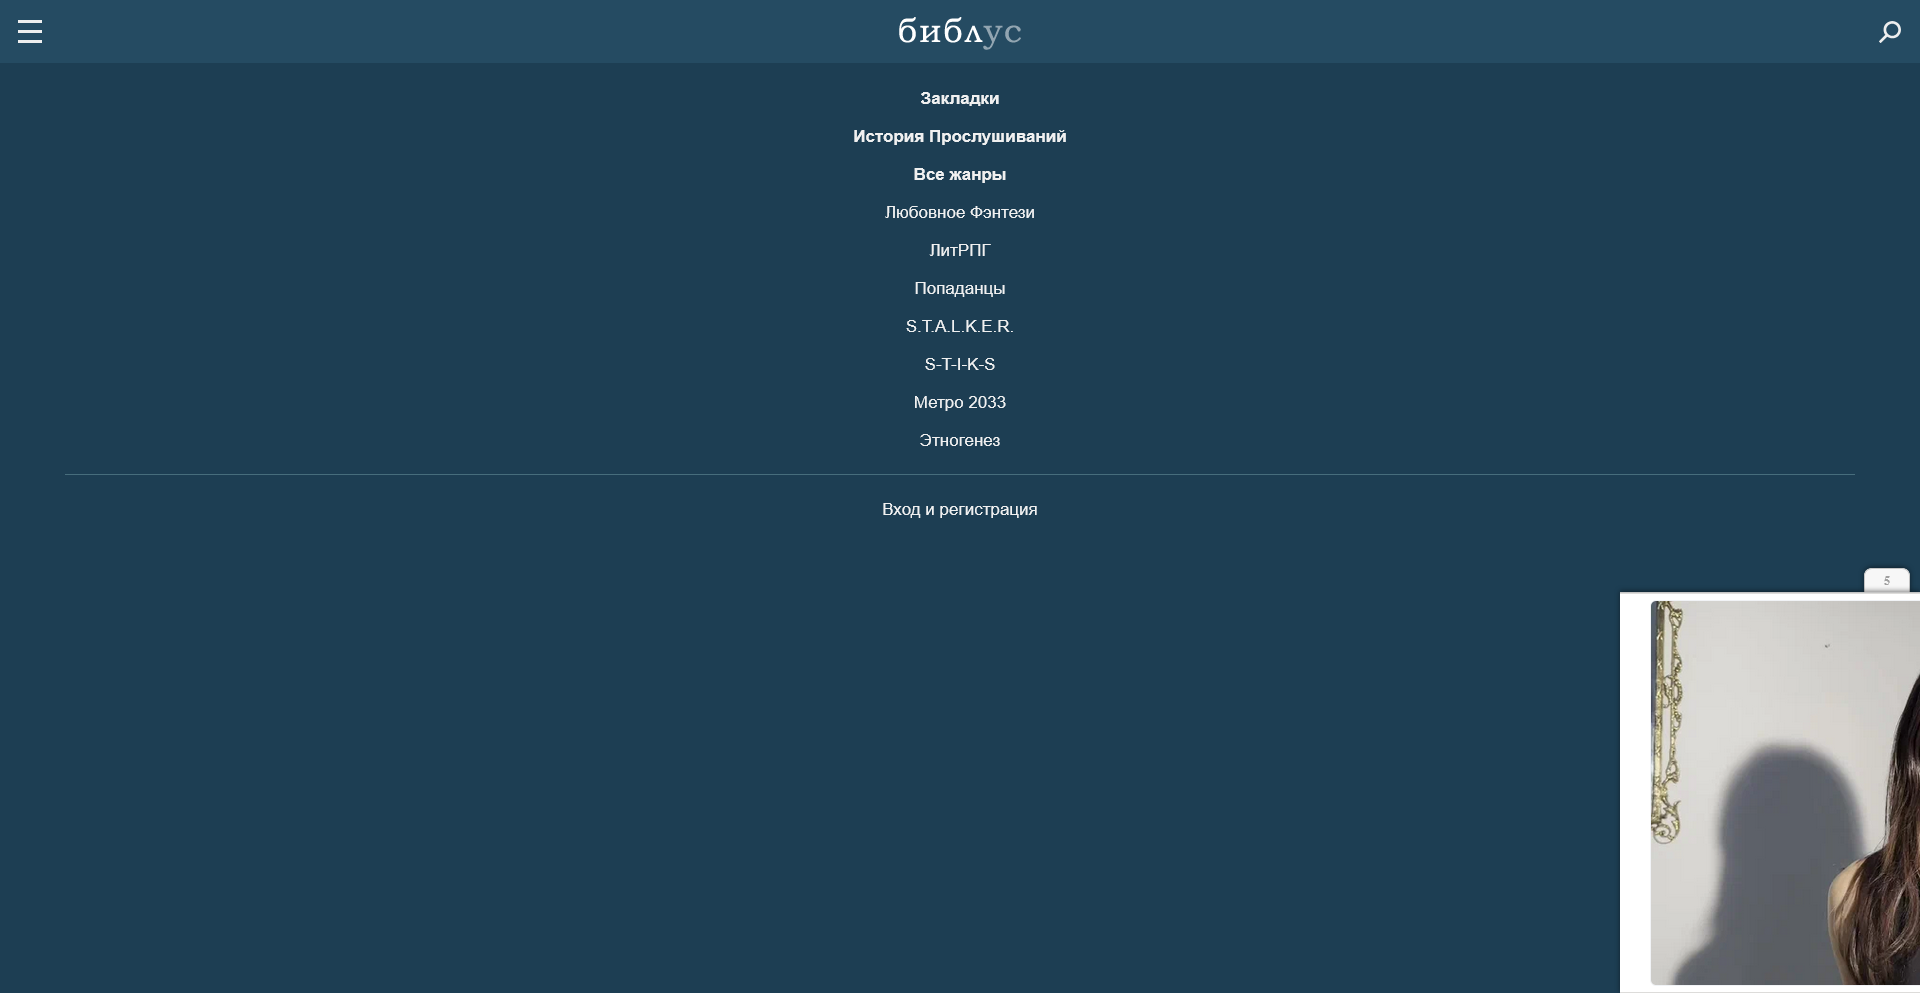 библус
Закладки
История Прослушиваний
Все жанры
Любовное Фэнтези
ЛитРПГ
Попаданцы
S.T.A.L.K.E.R.
S-T-I-K-S
Метро 2033
Этногенез
Вход и регистрация
5